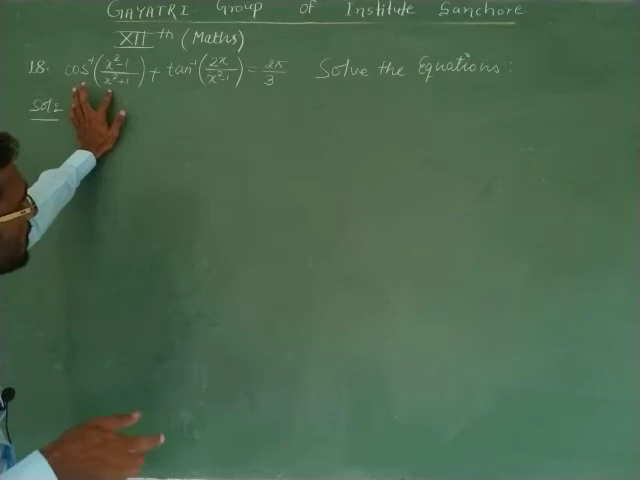 GAYATRI Group of Institute Sanchore
XII th (Maths)
18. cos⁻¹(x²-1/x²+1) + tan⁻¹(2x/x²-1) = 2π/3 Solve the Equations:
Sol: